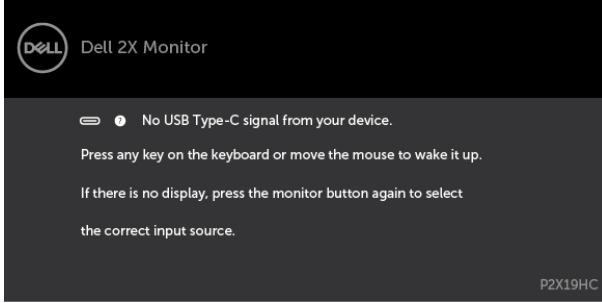 DELL
Dell 2X Monitor
? No USB Type-C signal from your device.
Press any key on the keyboard or move the mouse to wake it up.
If there is no display, press the monitor button again to select
the correct input source.
P2X19HC